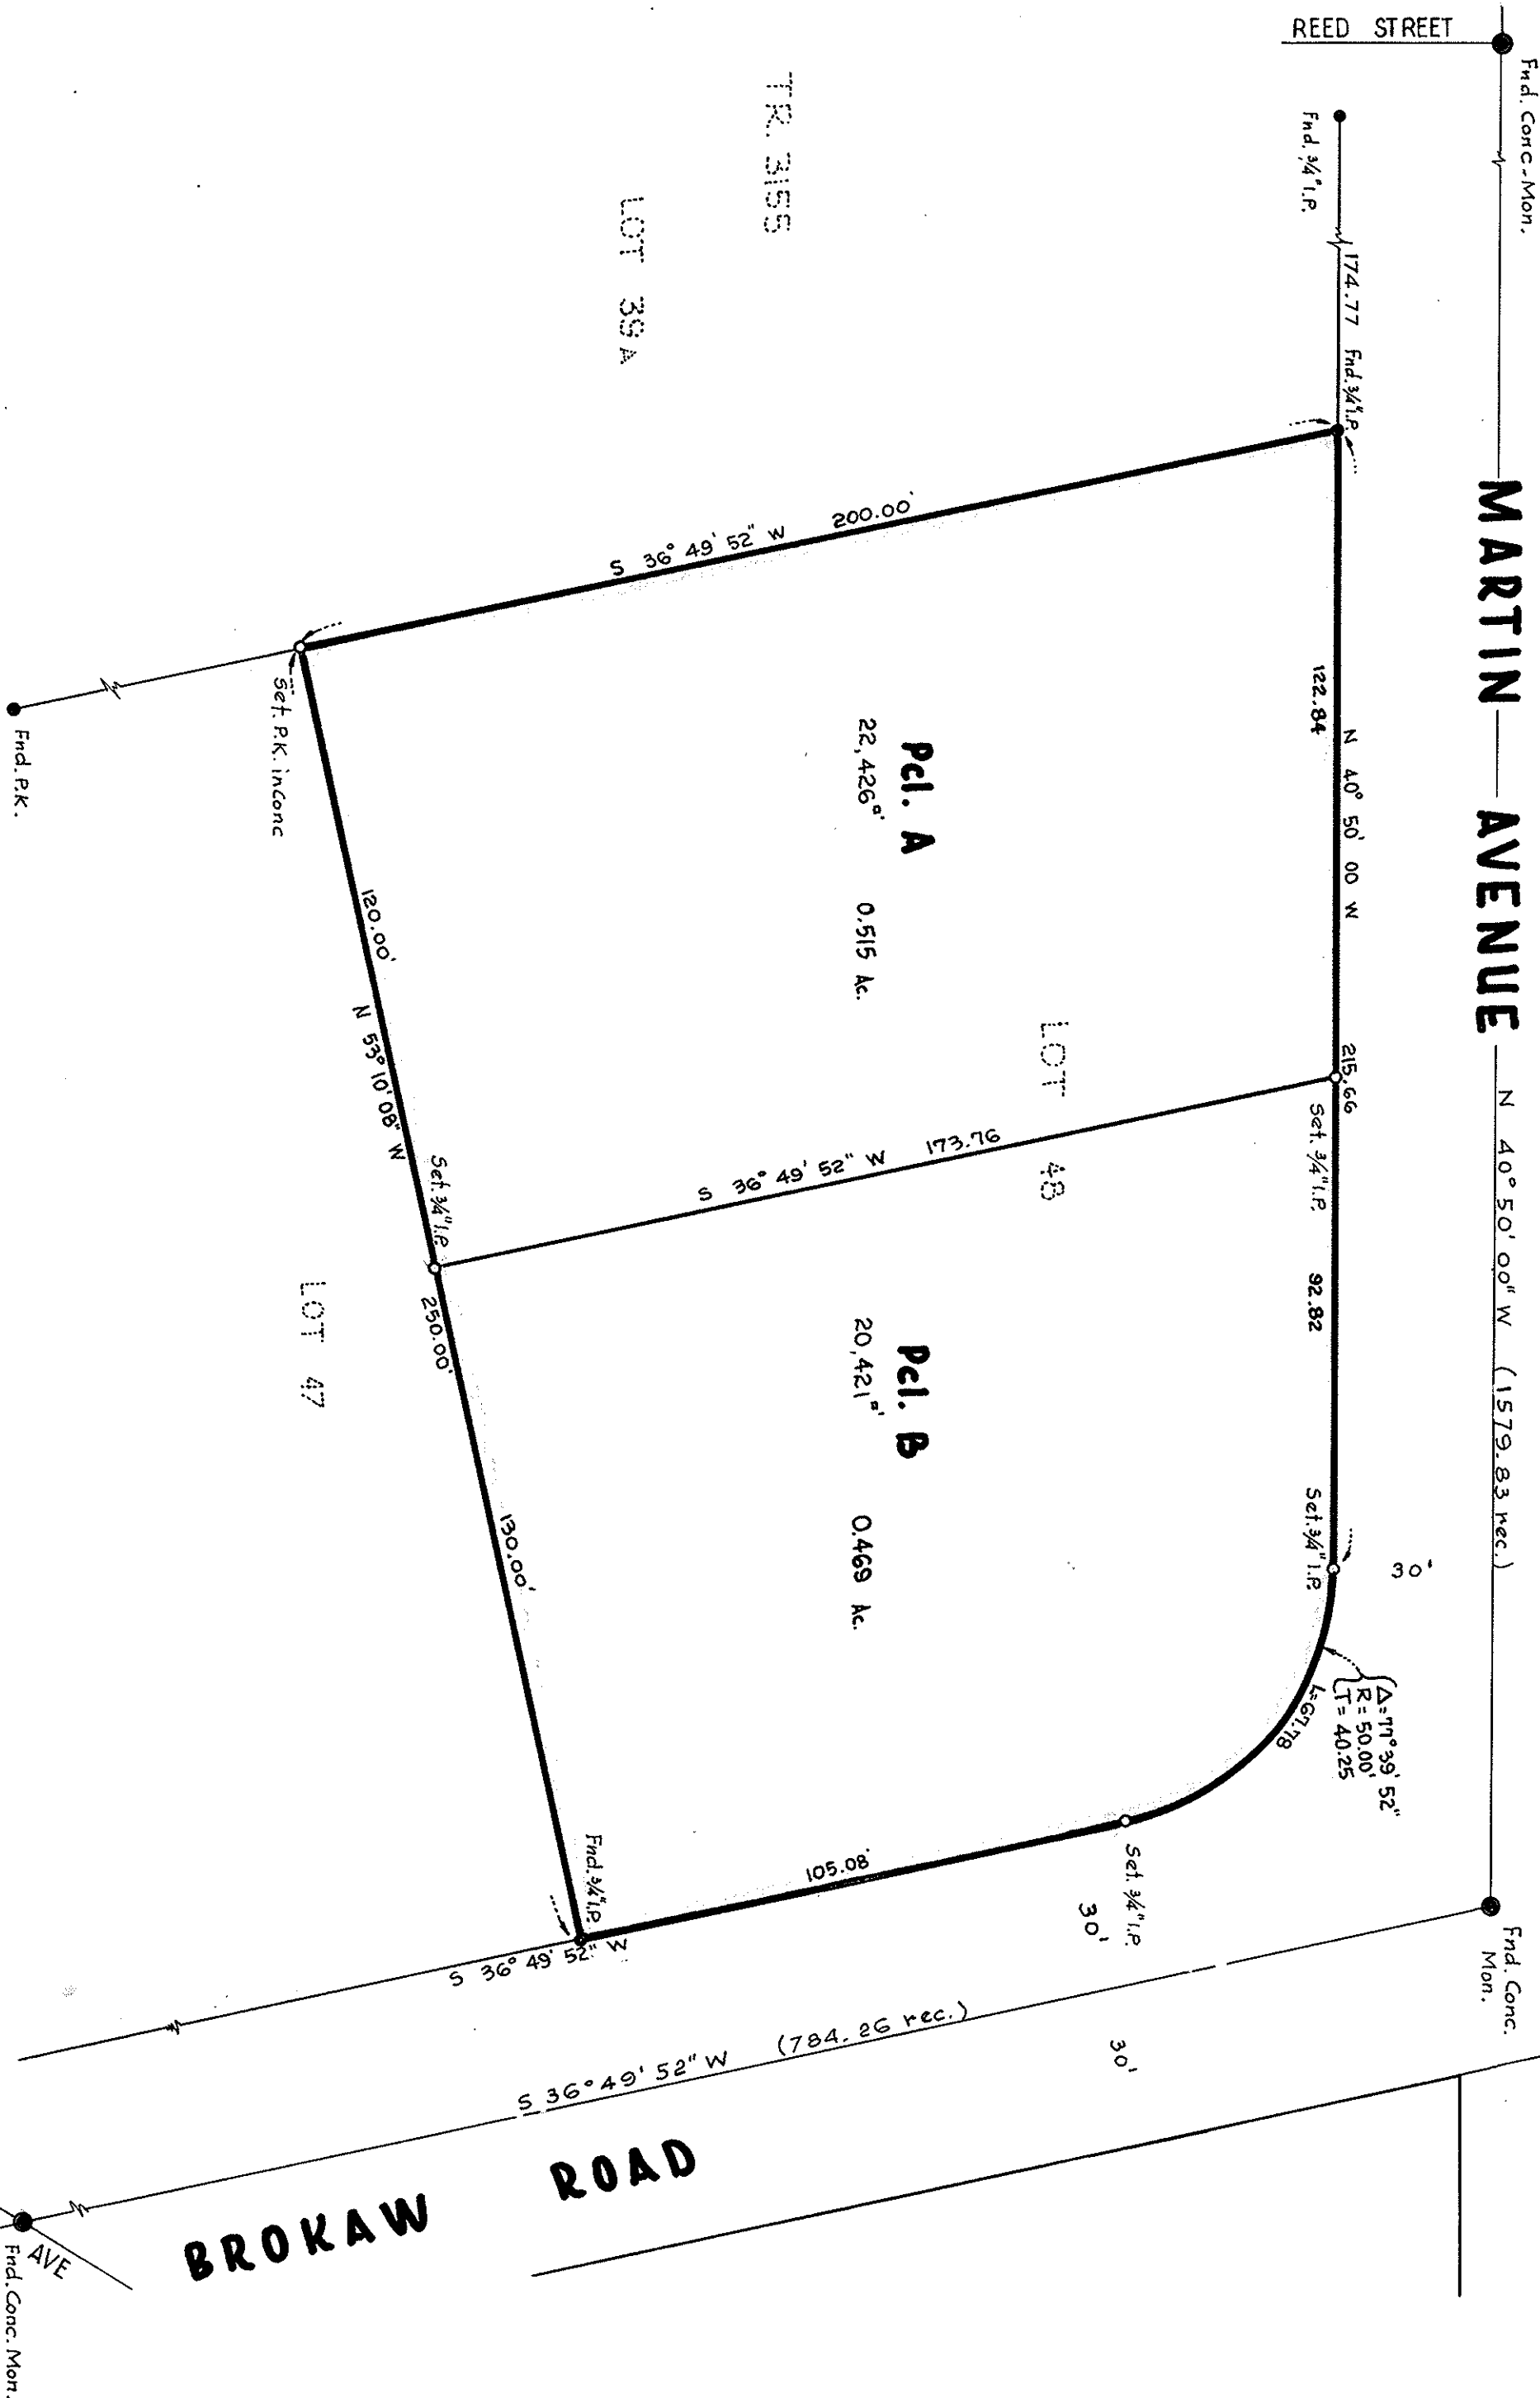 REED STREET
Fnd. Conc. Mon.
MARTIN AVENUE
N 40° 50' 00" W (1579.83 rec.)
Fnd. Conc.
Mon.
Fnd. 3/4" I.P.
174.77
Fnd. 3/4" I.P.
122.84
N 40° 50' 00 W
215.66
Set. 3/4" I.P.
92.82
Set. 3/4" I.P.
30'
Δ=77°39'52"
R = 50.00'
T = 40.25
L=67.78
TR. 3155
LOT 39A
S 36° 49' 52" W 200.00'
Pcl. A
22,426□' 0.515 Ac.
LOT 48
S 36° 49' 52" W 173.76
Pcl. B
20,421□' 0.469 Ac.
Set. 3/4" I.P.
105.08'
30'
30'
Set. P.K. in Conc
120.00'
N 53° 10' 08" W
Set. 3/4" I.P.
250.00'
130.00'
Fnd. 3/4" I.P.
S 36° 49' 52" W
LOT 47
Fnd. P.K.
S 36° 49' 52" W (784.26 rec.)
BROKAW ROAD
AVE
Fnd. Conc. Mon.